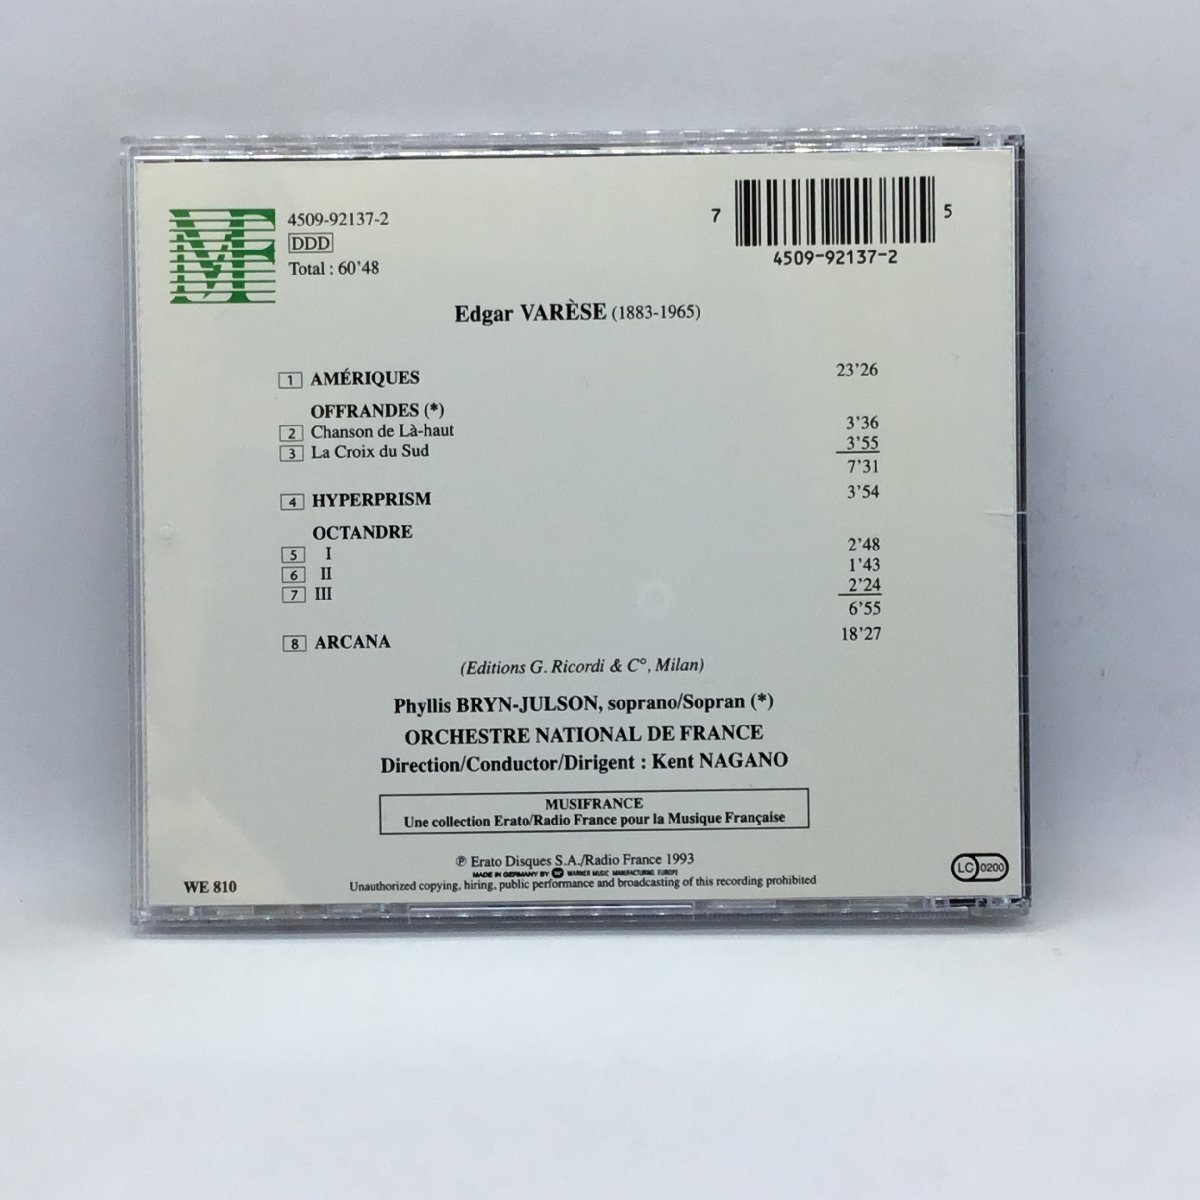 MF
4509-92137-2
DDD
Total : 60'48
7 5
4509-92137-2
Edgar VARÈSE (1883-1965)
1 AMÉRIQUES 23'26
OFFRANDES (*)
2 Chanson de Là-haut 3'36
3 La Croix du Sud 3'55
7'31
4 HYPERPRISM 3'54
OCTANDRE
5 I 2'48
6 II 1'43
7 III 2'24
6'55
8 ARCANA 18'27
(Editions G. Ricordi & C°, Milan)
Phyllis BRYN-JULSON, soprano/Sopran (*)
ORCHESTRE NATIONAL DE FRANCE
Direction/Conductor/Dirigent : Kent NAGANO
MUSIFRANCE
Une collection Erato/Radio France pour la Musique Française
℗ Erato Disques S.A./Radio France 1993
MADE IN GERMANY BY WARNER MUSIC MANUFACTURING EUROPE
Unauthorized copying, hiring, public performance and broadcasting of this recording prohibited
WE 810
LC 0200